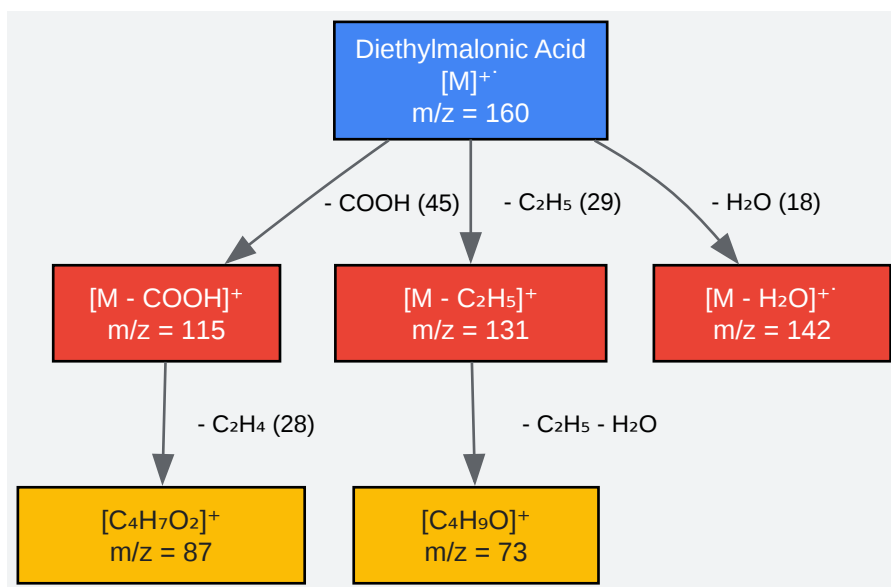 Diethylmalonic Acid
[M]⁺˙
m/z = 160
- COOH (45)
- C₂H₅ (29)
- H₂O (18)
[M - COOH]⁺
m/z = 115
[M - C₂H₅]⁺
m/z = 131
[M - H₂O]⁺˙
m/z = 142
- C₂H₄ (28)
- C₂H₅ - H₂O
[C₄H₇O₂]⁺
m/z = 87
[C₄H₉O]⁺
m/z = 73